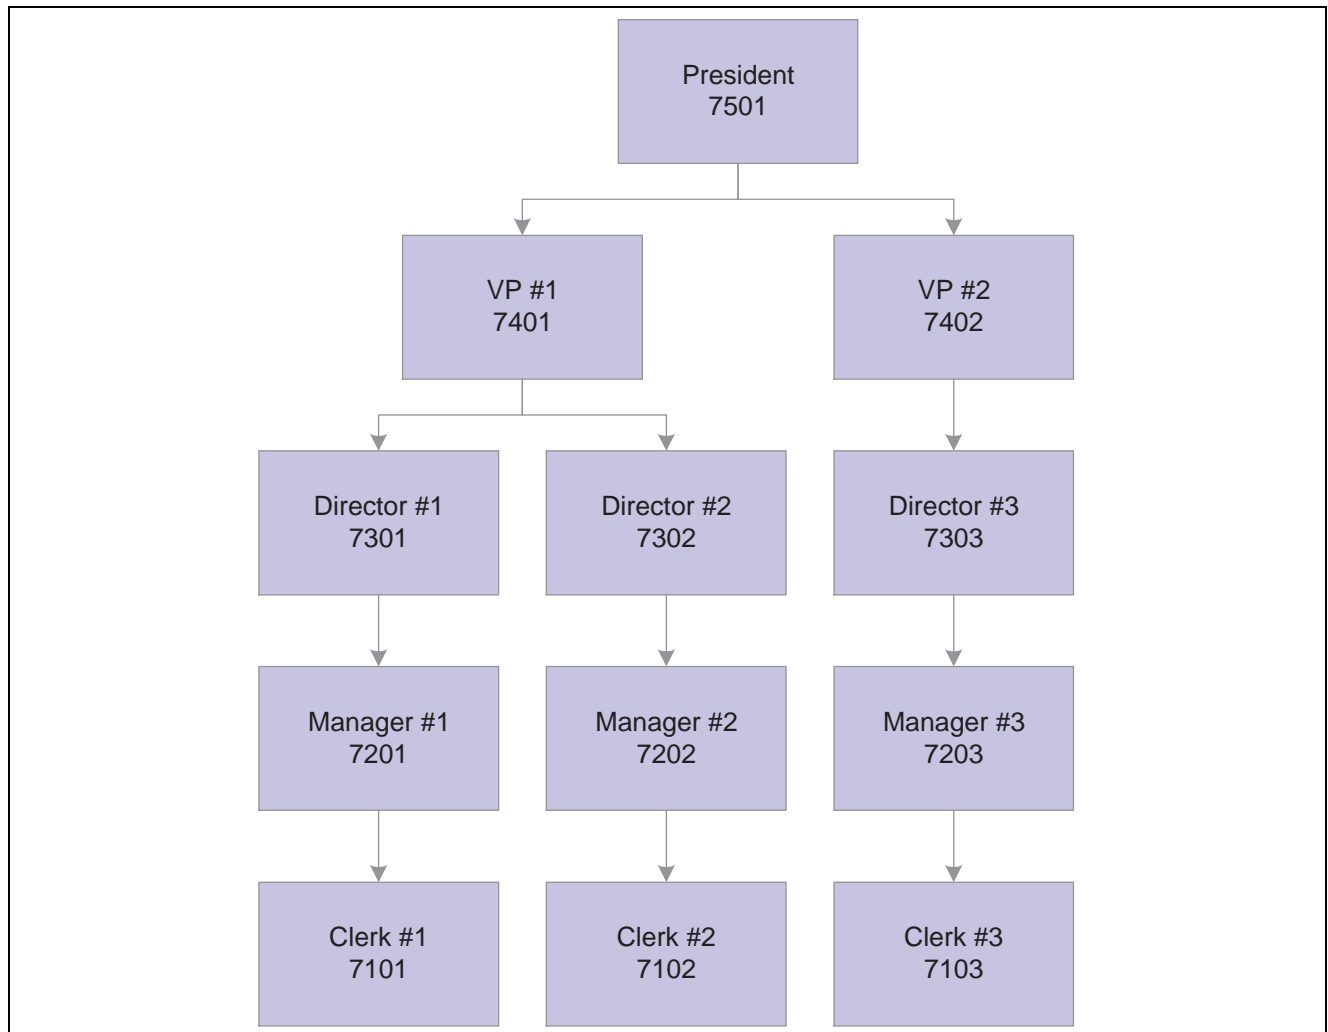 President
7501
VP #1
7401
VP #2
7402
Director #1
7301
Director #2
7302
Director #3
7303
Manager #1
7201
Manager #2
7202
Manager #3
7203
Clerk #1
7101
Clerk #2
7102
Clerk #3
7103